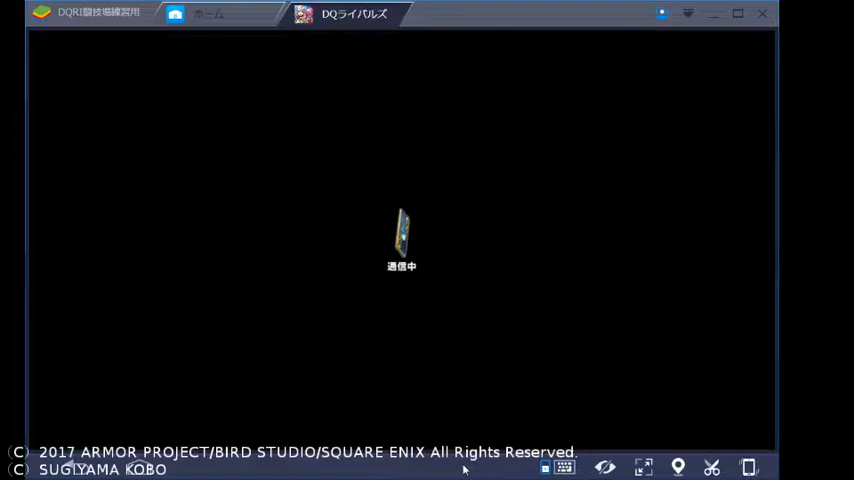 DQRI闘技場練習用
ホーム
DQライバルズ
通信中
(C) 2017 ARMOR PROJECT/BIRD STUDIO/SQUARE ENIX All Rights Reserved.
(C) SUGIYAMA KOBO